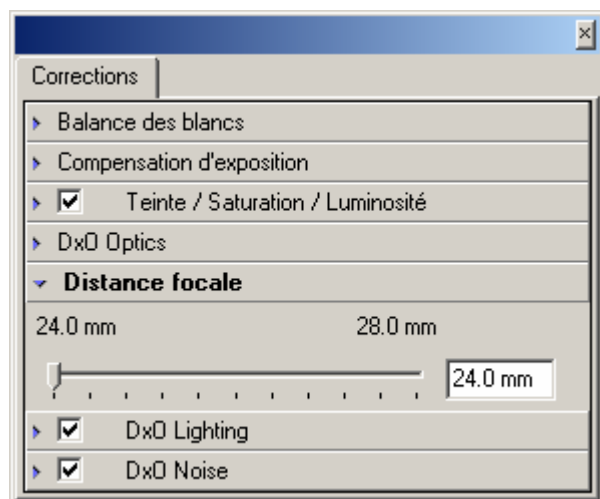 Corrections
Balance des blancs
Compensation d'exposition
Teinte / Saturation / Luminosité
DxO Optics
Distance focale
24.0 mm 28.0 mm
24.0 mm
DxO Lighting
DxO Noise